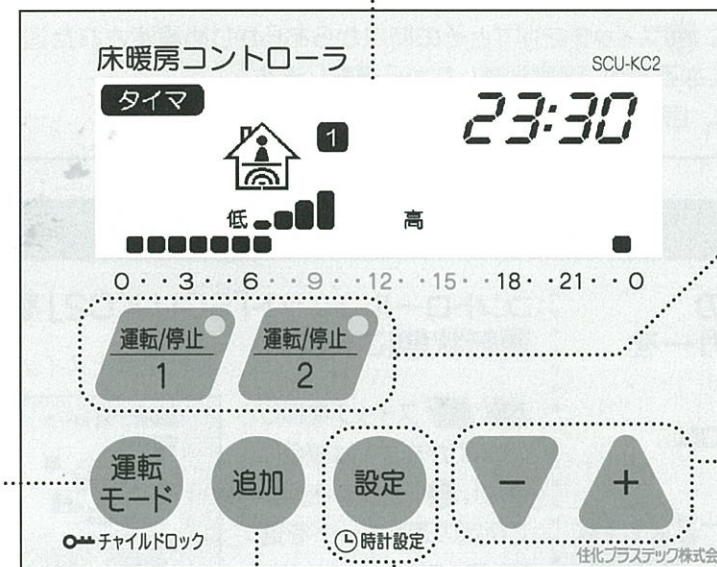 床暖房コントローラ SCU-KC2
タイマ 23:30
1
低 高
0・・3・・6・・9・・12・・15・・18・・21・・0
運転/停止 運転/停止
1 2
運転
モード 追加 設定 - +
チャイルドロック 時計設定
住化プラステック株式会